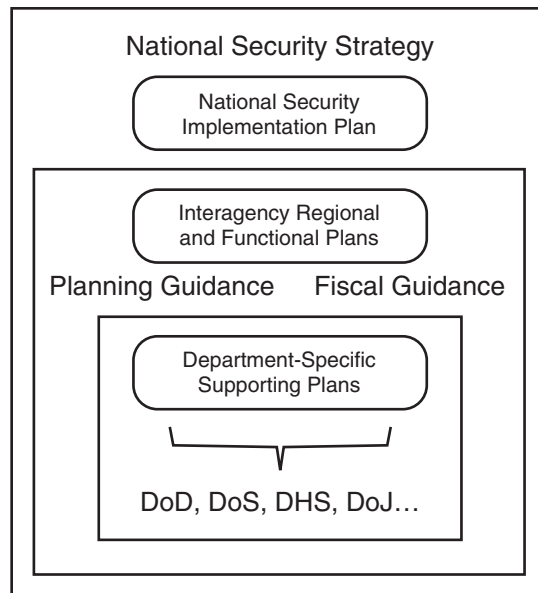 National Security Strategy
National Security
Implementation Plan
Interagency Regional
and Functional Plans
Planning Guidance Fiscal Guidance
Department-Specific
Supporting Plans
DoD, DoS, DHS, DoJ…